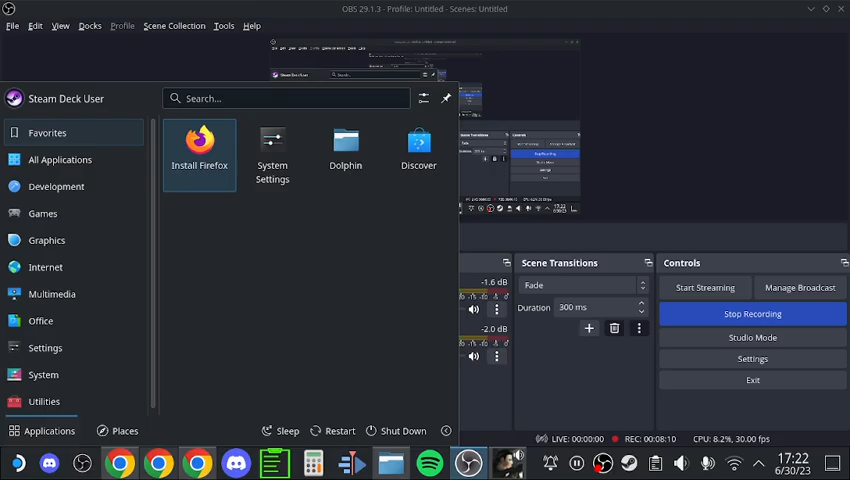 OBS 29.1.3 - Profile: Untitled - Scenes: Untitled
File Edit View Docks Profile Scene Collection Tools Help
Steam Deck User
Search...
Favorites
All Applications
Development
Games
Graphics
Internet
Multimedia
Office
Settings
System
Utilities
Install Firefox
System
Settings
Dolphin
Discover
Applications
Places
Sleep
Restart
Shut Down
-1.6 dB
-2.0 dB
Scene Transitions
Fade
Duration 300 ms
Controls
Start Streaming
Manage Broadcast
Stop Recording
Studio Mode
Settings
Exit
LIVE: 00:00:00 REC: 00:08:10 CPU: 8.2%, 30.00 fps
17:22
6/30/23